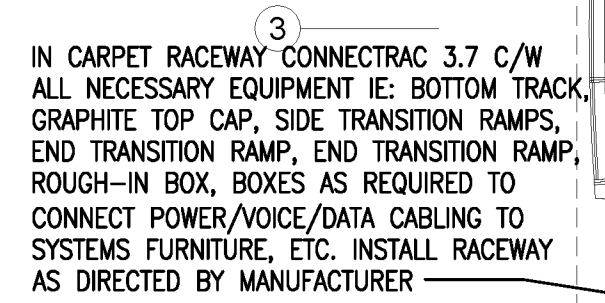 3
IN CARPET RACEWAY CONNECTRAC 3.7 C/W
ALL NECESSARY EQUIPMENT IE: BOTTOM TRACK,
GRAPHITE TOP CAP, SIDE TRANSITION RAMPS,
END TRANSITION RAMP, END TRANSITION RAMP,
ROUGH-IN BOX, BOXES AS REQUIRED TO
CONNECT POWER/VOICE/DATA CABLING TO
SYSTEMS FURNITURE, ETC. INSTALL RACEWAY
AS DIRECTED BY MANUFACTURER